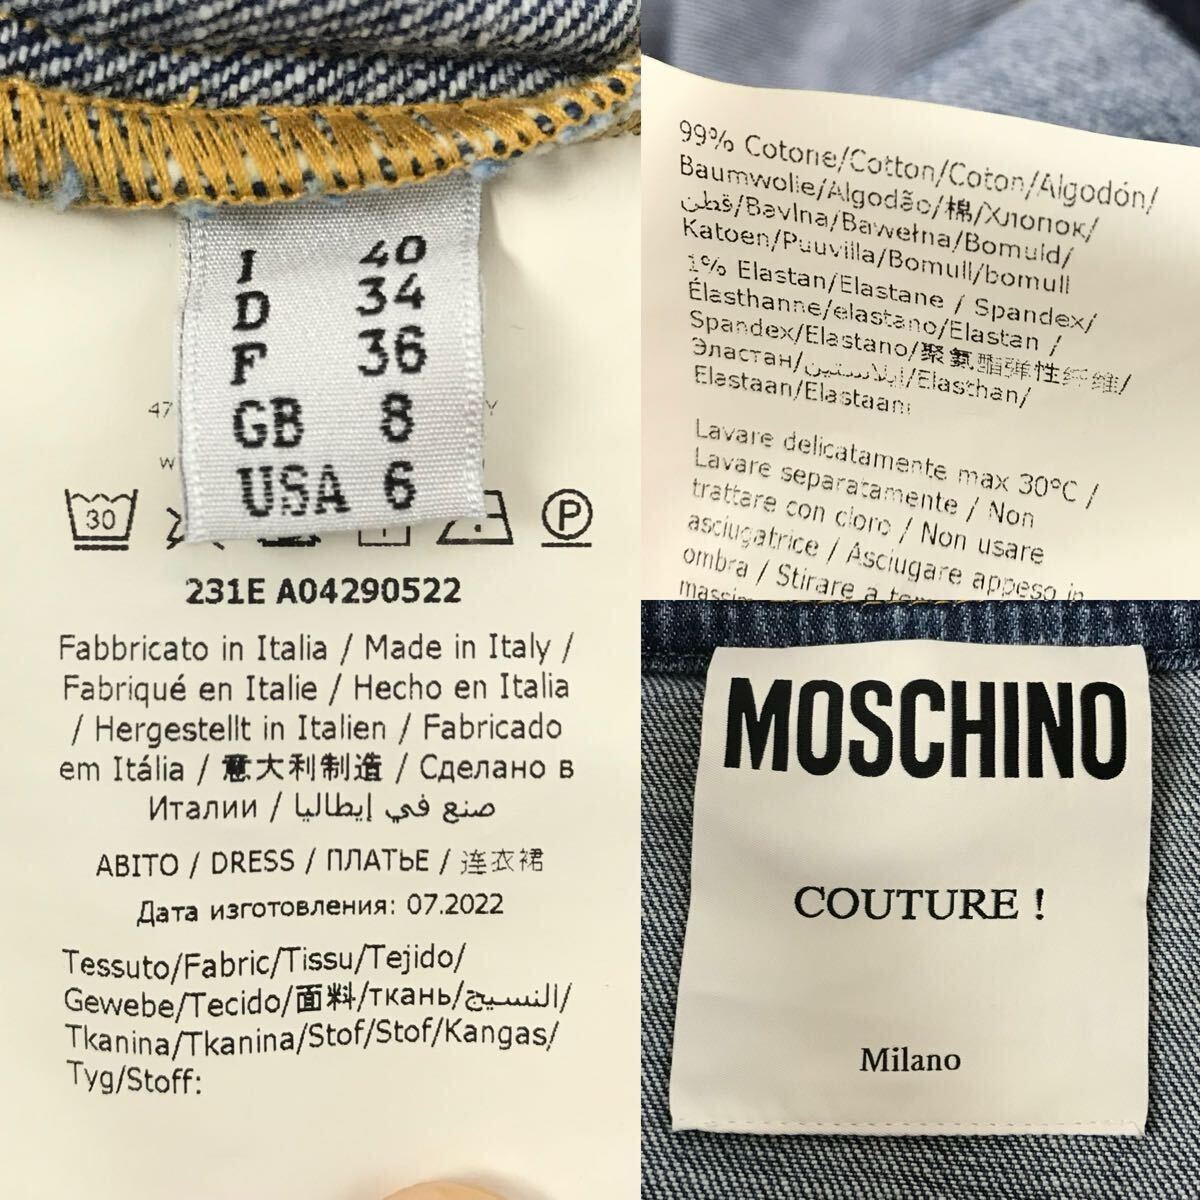 I 40
D 34
F 36
GB 8
USA 6
47
Y
W
30
P
231E A04290522
Fabbricato in Italia / Made in Italy /
Fabriqué en Italie / Hecho en Italia
/ Hergestellt in Italien / Fabricado
em Itália / 意大利制造 / Сделано в
Италии / صنع في إيطاليا
ABITO / DRESS / ПЛАТЬЕ / 连衣裙
Дата изготовления: 07.2022
Tessuto/Fabric/Tissu/Tejido/
Gewebe/Tecido/面料/ткань/النسيج/
Tkanina/Tkanina/Stof/Stof/Kangas/
Tyg/Stoff:
99% Cotone/Cotton/Coton/Algodón/
Baumwolle/Algodão/棉/Хлопок/
قطن/Bavlna/Bawełna/Bomuld/
Katoen/Puuvilla/Bomull/bomull
1% Elastan/Elastane / Spandex/
Élasthanne/elastano/Elastan /
Spandex/Elastano/聚氨酯弹性纤维/
Эластан/إيلاستين/Elasthan/
Elastaan/Elastaani
Lavare delicatamente max 30°C /
Lavare separatamente / Non
trattare con cloro / Non usare
asciugatrice / Asciugare appeso in
ombra / Stirare a
MOSCHINO
COUTURE !
Milano